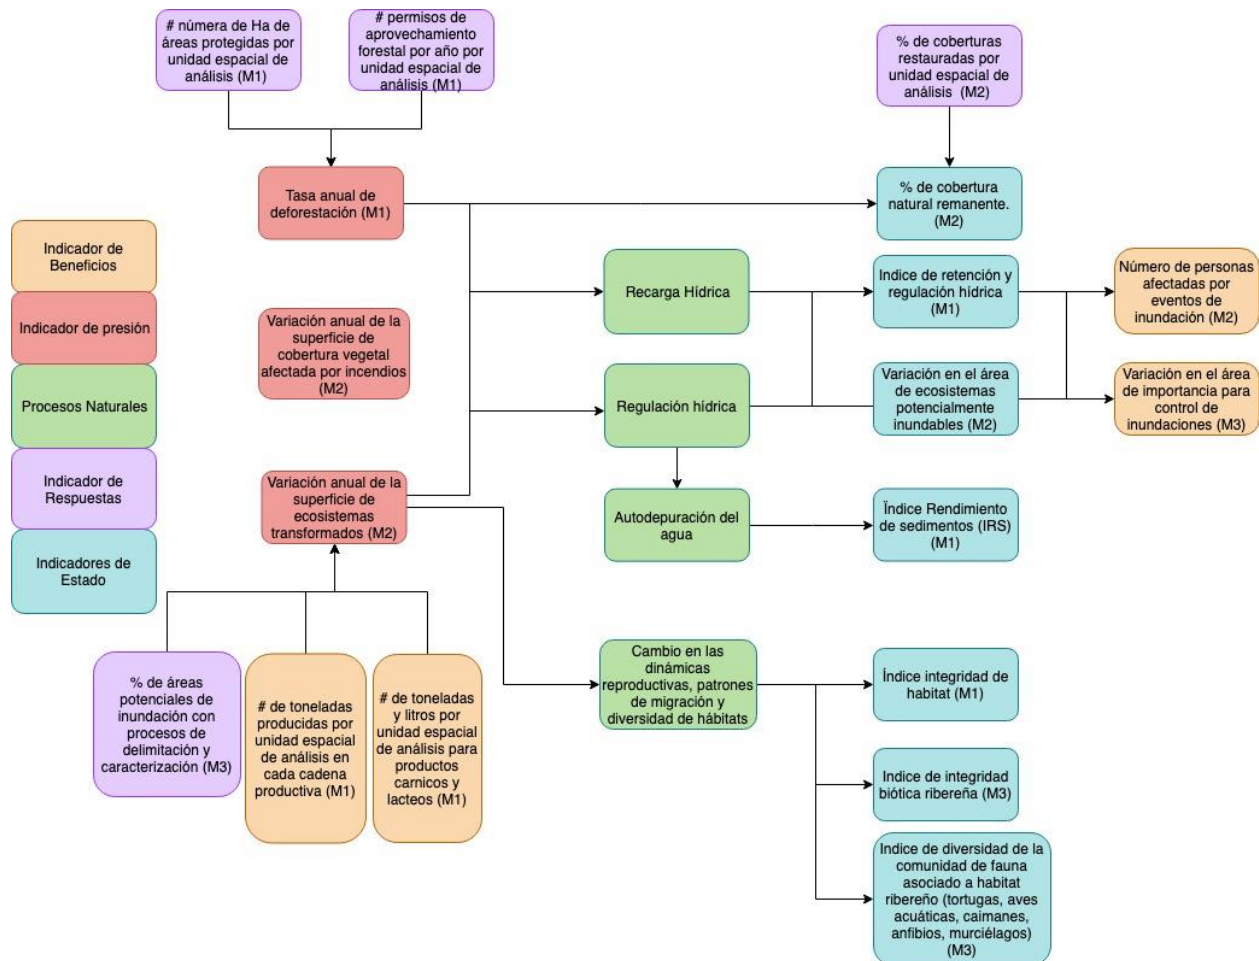 # númera de Ha de
áreas protegidas por
unidad espacial de
análisis (M1)
# permisos de
aprovechamiento
forestal por año por
unidad espacial de
análisis (M1)
% de coberturas
restauradas por
unidad espacial de
análisis (M2)
Tasa anual de
deforestación (M1)
% de cobertura
natural remanente.
(M2)
Indicador de
Beneficios
Indicador de presión
Procesos Naturales
Indicador de
Respuestas
Indicadores de
Estado
Variación anual de la
superficie de
cobertura vegetal
afectada por incendios
(M2)
Recarga Hídrica
Indice de retención y
regulación hídrica
(M1)
Número de personas
afectadas por
eventos de
inundación (M2)
Regulación hídrica
Variación en el área
de ecosistemas
potencialmente
inundables (M2)
Variación en el área
de importancia para
control de
inundaciones (M3)
Variación anual de la
superficie de
ecosistemas
transformados (M2)
Autodepuración del
agua
Ïndice Rendimiento
de sedimentos (IRS)
(M1)
% de áreas
potenciales de
inundación con
procesos de
delimitación y
caracterización (M3)
# de toneladas
producidas por
unidad espacial
de análisis en
cada cadena
productiva (M1)
# de toneladas
y litros por
unidad espacial
de análisis para
productos
carnicos y
lacteos (M1)
Cambio en las
dinámicas
reproductivas, patrones
de migración y
diversidad de hábitats
Índice integridad de
habitat (M1)
Indice de integridad
biótica ribereña (M3)
Indice de diversidad de la
comunidad de fauna
asociado a habitat
ribereño (tortugas, aves
acuáticas, caimanes,
anfibios, murciélagos)
(M3)